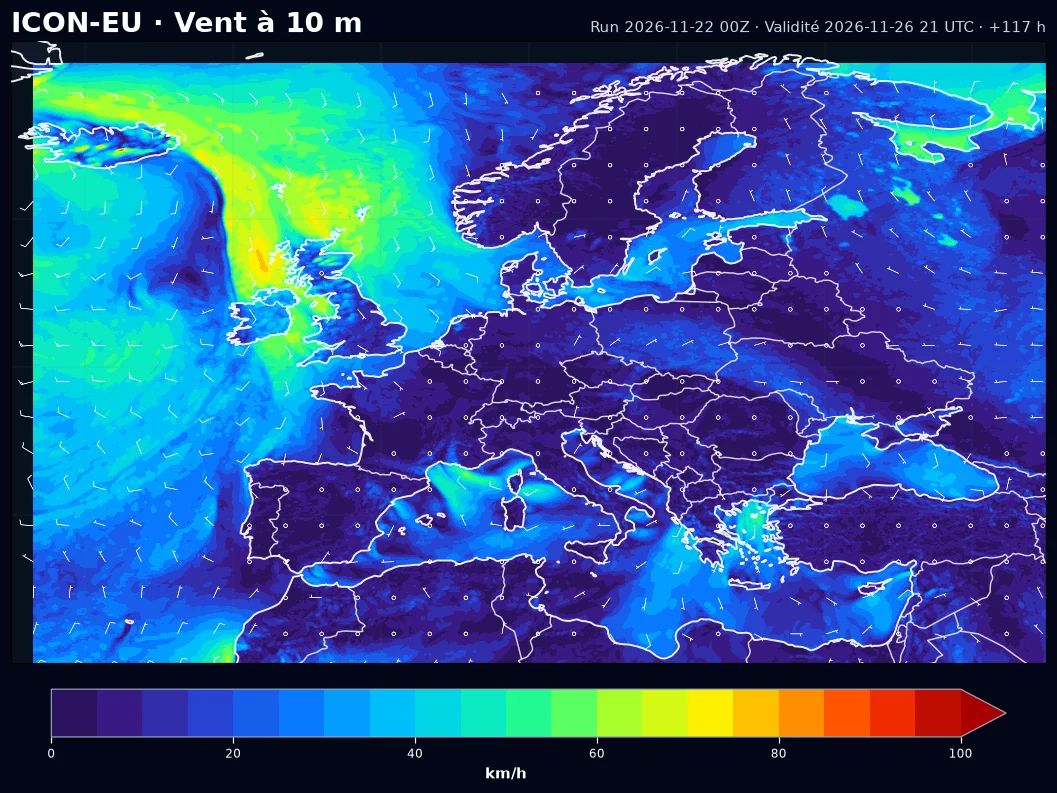 ICON-EU · Vent à 10 m
Run 2026-11-22 00Z · Validité 2026-11-26 21 UTC · +117 h
0 20 40 60 80 100
km/h